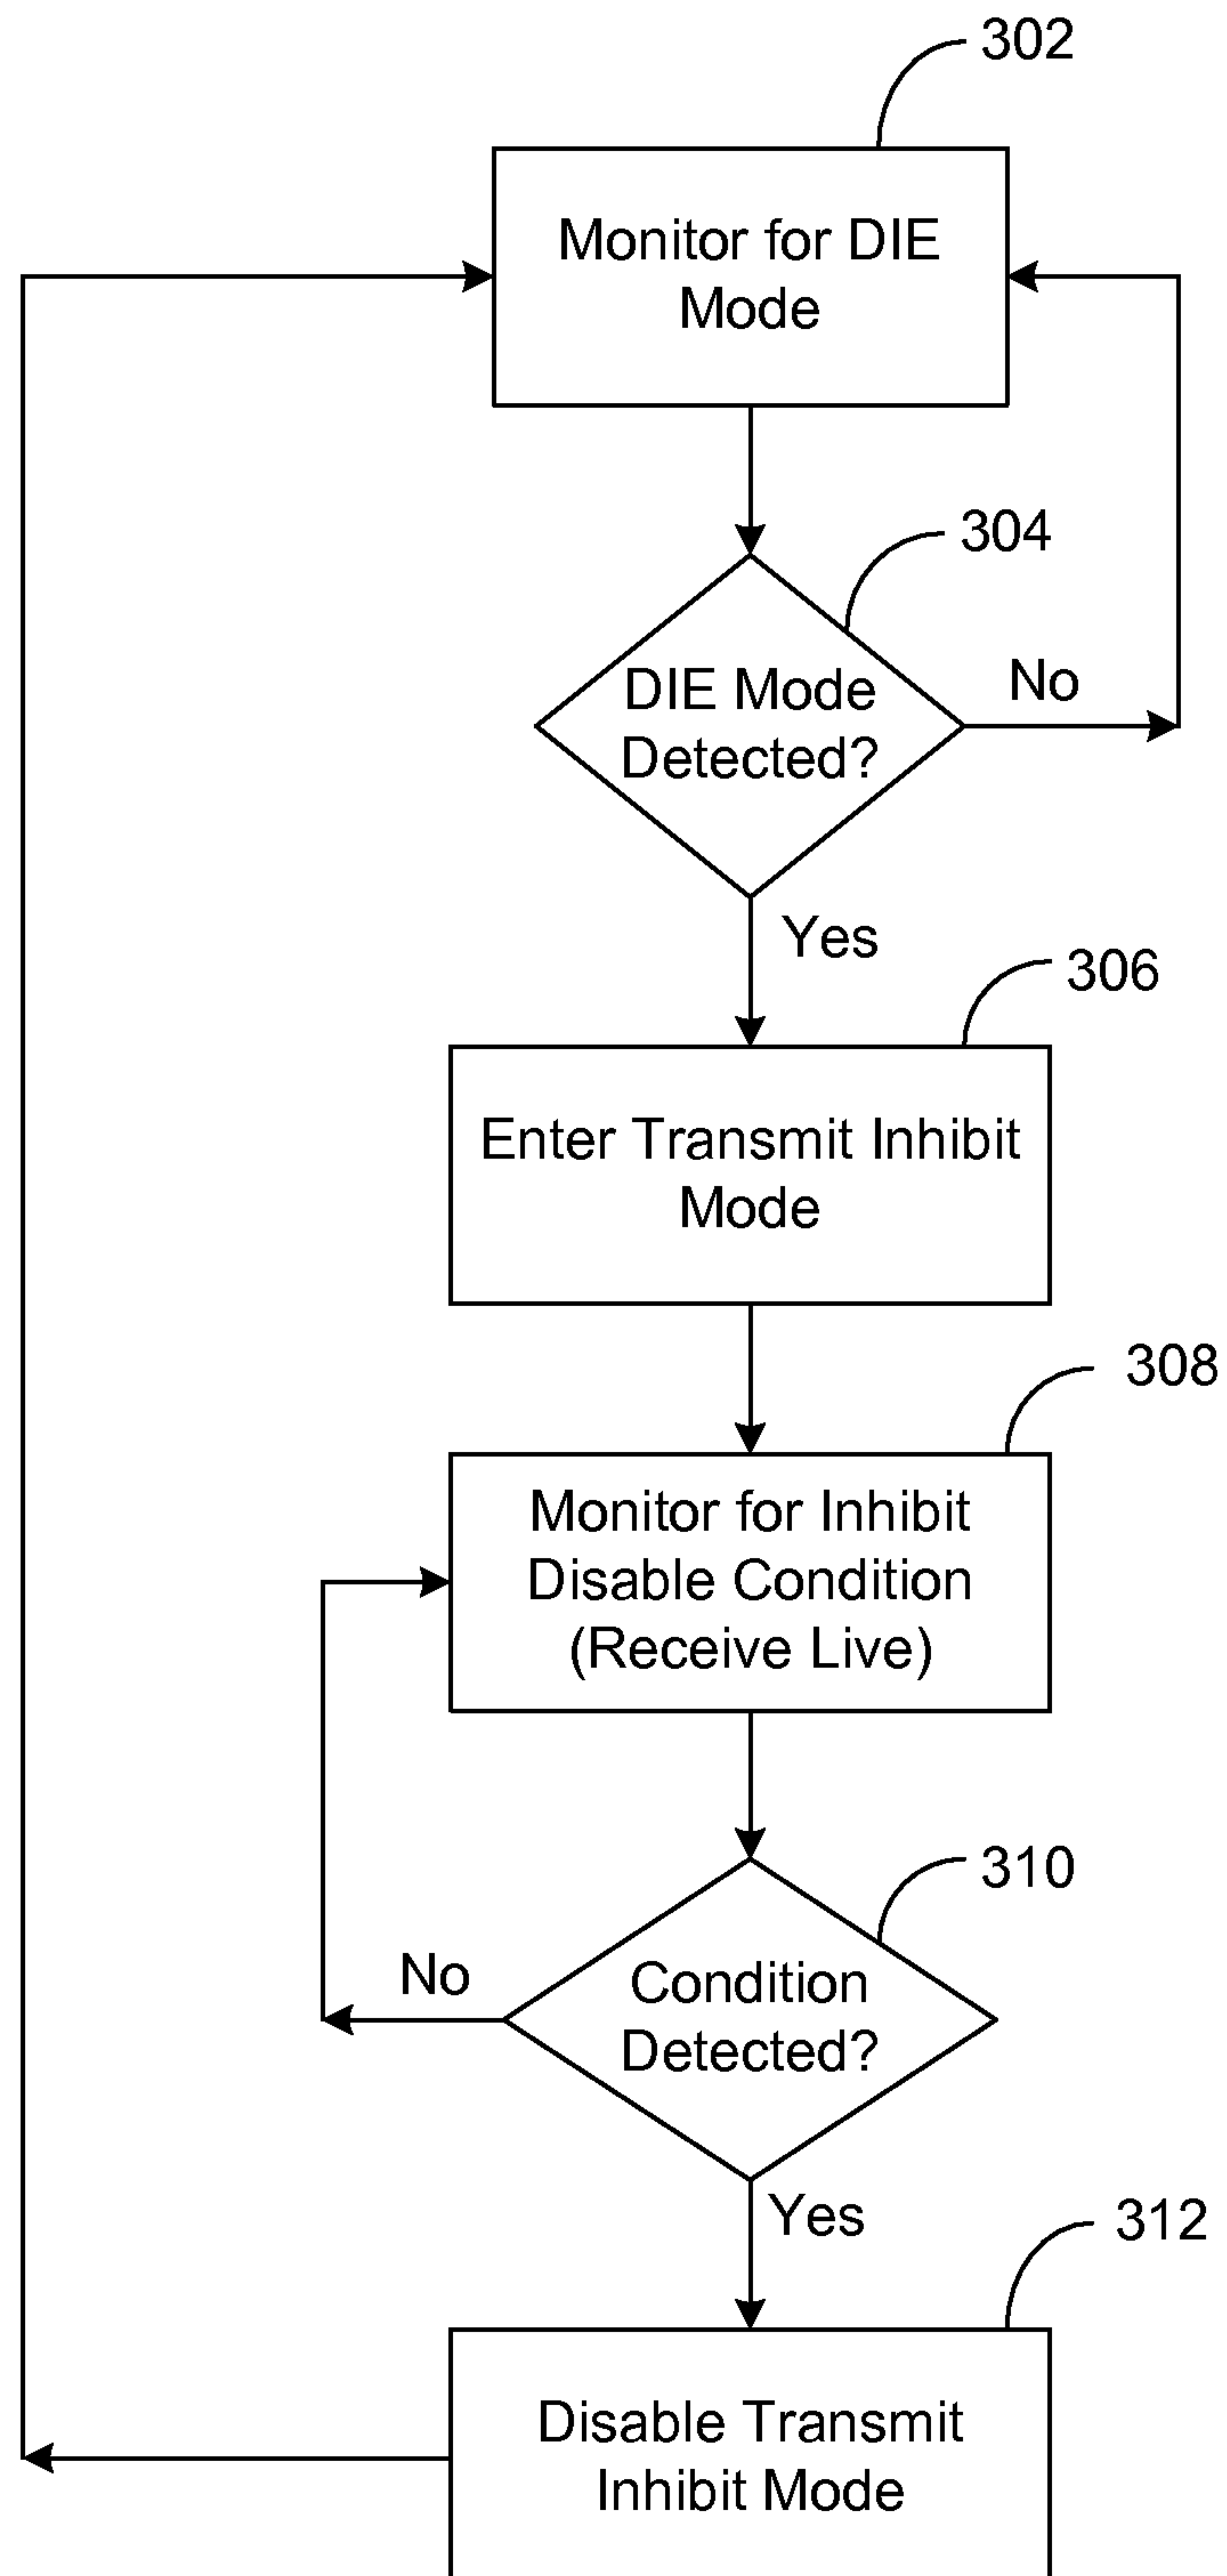 302
Monitor for DIE
Mode
304
DIE Mode
Detected?
No
Yes
306
Enter Transmit Inhibit
Mode
308
Monitor for Inhibit
Disable Condition
(Receive Live)
310
Condition
Detected?
No
Yes
312
Disable Transmit
Inhibit Mode